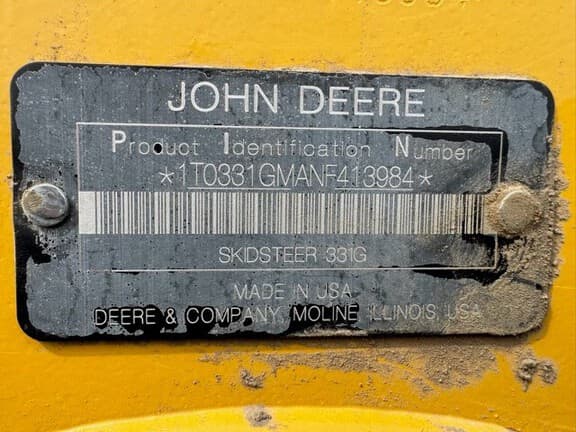 JOHN DEERE
Product Identification Number
*1T0331GMANF413984*
SKIDSTEER 331G
MADE IN USA
DEERE & COMPANY, MOLINE ILLINOIS, USA